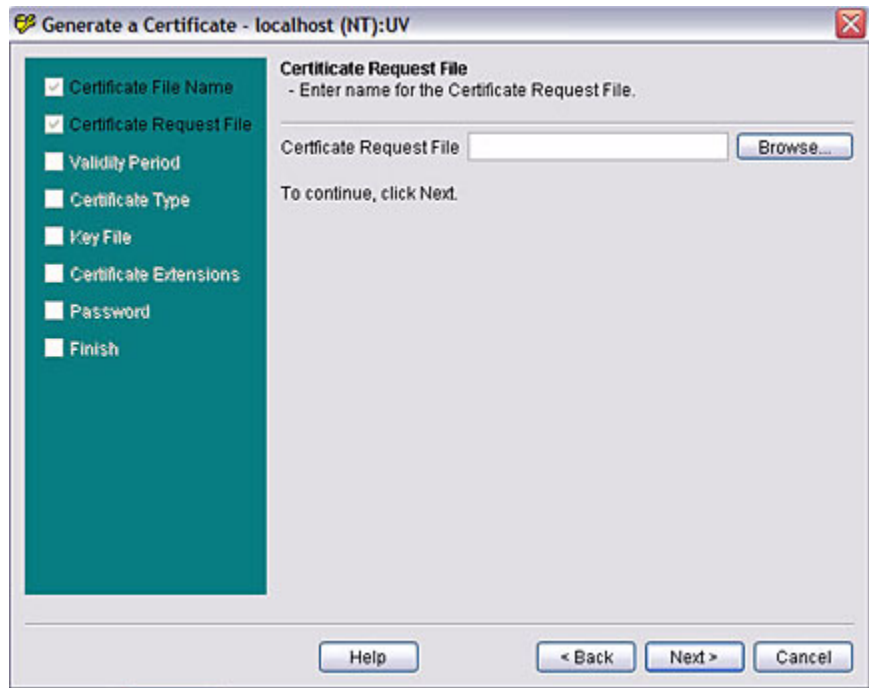 Generate a Certificate - localhost (NT):UV
Certificate File Name
Certificate Request File
Validity Period
Certificate Type
Key File
Certificate Extensions
Password
Finish
Certificate Request File
- Enter name for the Certificate Request File.
Certficate Request File
Browse...
To continue, click Next.
Help
< Back
Next >
Cancel